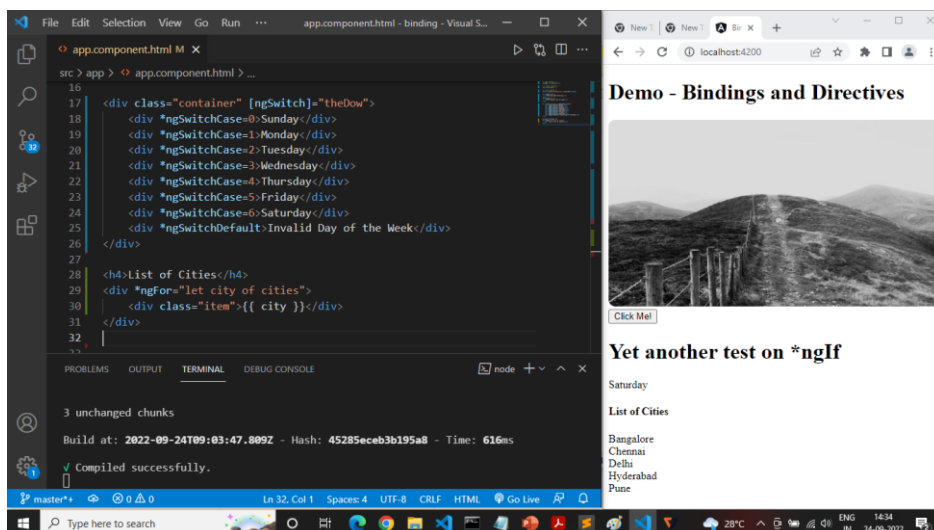 File Edit Selection View Go Run ··· app.component.html - binding - Visual S...
app.component.html M
src > app > app.component.html > ...
16
17 <div class="container" [ngSwitch]="theDow">
18 <div *ngSwitchCase=0>Sunday</div>
19 <div *ngSwitchCase=1>Monday</div>
20 <div *ngSwitchCase=2>Tuesday</div>
21 <div *ngSwitchCase=3>Wednesday</div>
22 <div *ngSwitchCase=4>Thursday</div>
23 <div *ngSwitchCase=5>Friday</div>
24 <div *ngSwitchCase=6>Saturday</div>
25 <div *ngSwitchDefault>Invalid Day of the Week</div>
26 </div>
27
28 <h4>List of Cities</h4>
29 <div *ngFor="let city of cities">
30 <div class="item">{{ city }}</div>
31 </div>
32
PROBLEMS OUTPUT TERMINAL DEBUG CONSOLE node
3 unchanged chunks
Build at: 2022-09-24T09:03:47.809Z - Hash: 45285eceb3b195a8 - Time: 616ms
√ Compiled successfully.
32
1
master*+ 0 0 Ln 32, Col 1 Spaces: 4 UTF-8 CRLF HTML Go Live
New New Bin
localhost:4200
Demo - Bindings and Directives
Click Me!
Yet another test on *ngIf
Saturday
List of Cities
Bangalore
Chennai
Delhi
Hyderabad
Pune
Type here to search
28°C ENG IN 14:34 24-09-2022